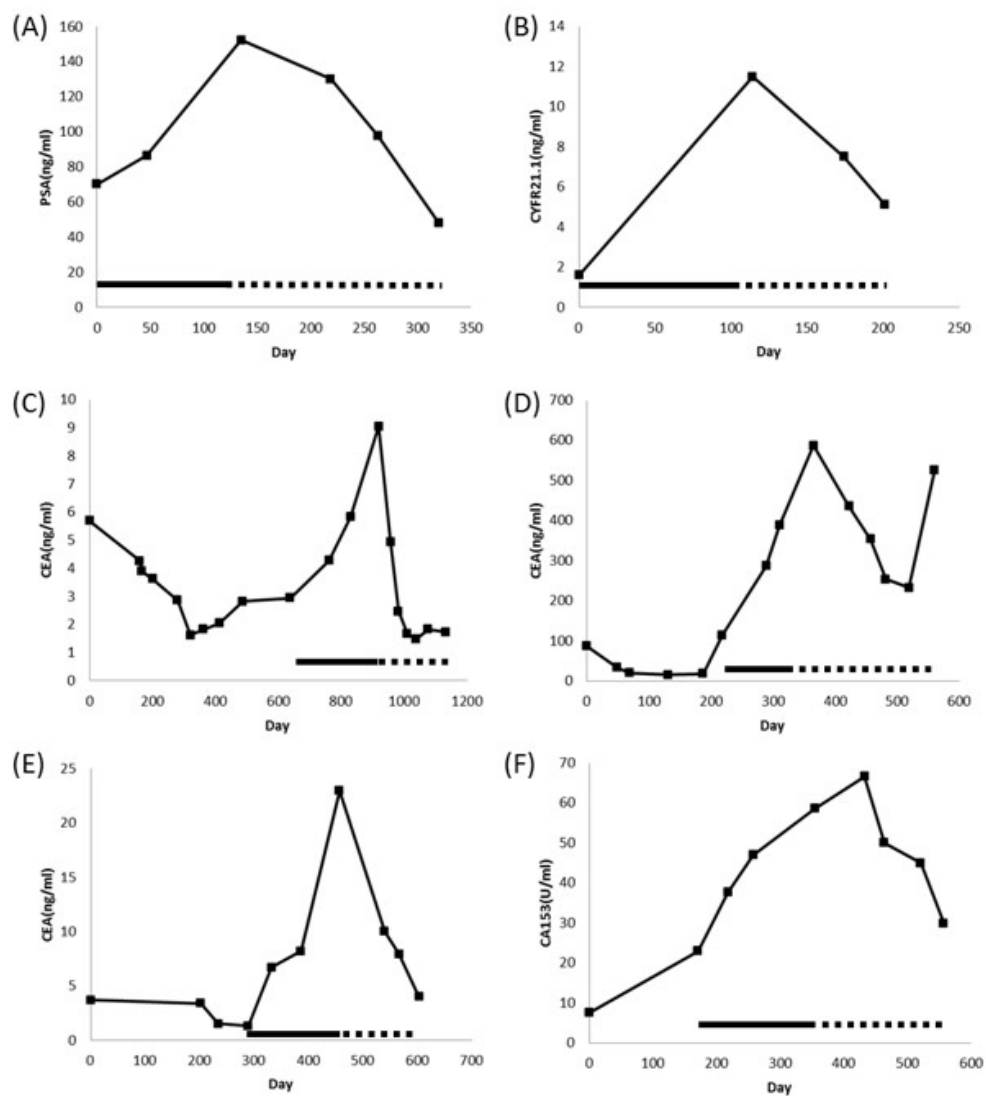 (A)
PSA(ng/ml)
160
140
120
100
80
60
40
20
0
0 50 100 150 200 250 300 350
Day
(B)
CYFR21.1(ng/ml)
14
12
10
8
6
4
2
0
0 50 100 150 200 250
Day
(C)
CEA(ng/ml)
10
9
8
7
6
5
4
3
2
1
0
0 200 400 600 800 1000 1200
Day
(D)
CEA(ng/ml)
700
600
500
400
300
200
100
0
0 100 200 300 400 500 600
Day
(E)
CEA(ng/ml)
25
20
15
10
5
0
0 100 200 300 400 500 600 700
Day
(F)
CA153(U/ml)
70
60
50
40
30
20
10
0
0 100 200 300 400 500 600
Day